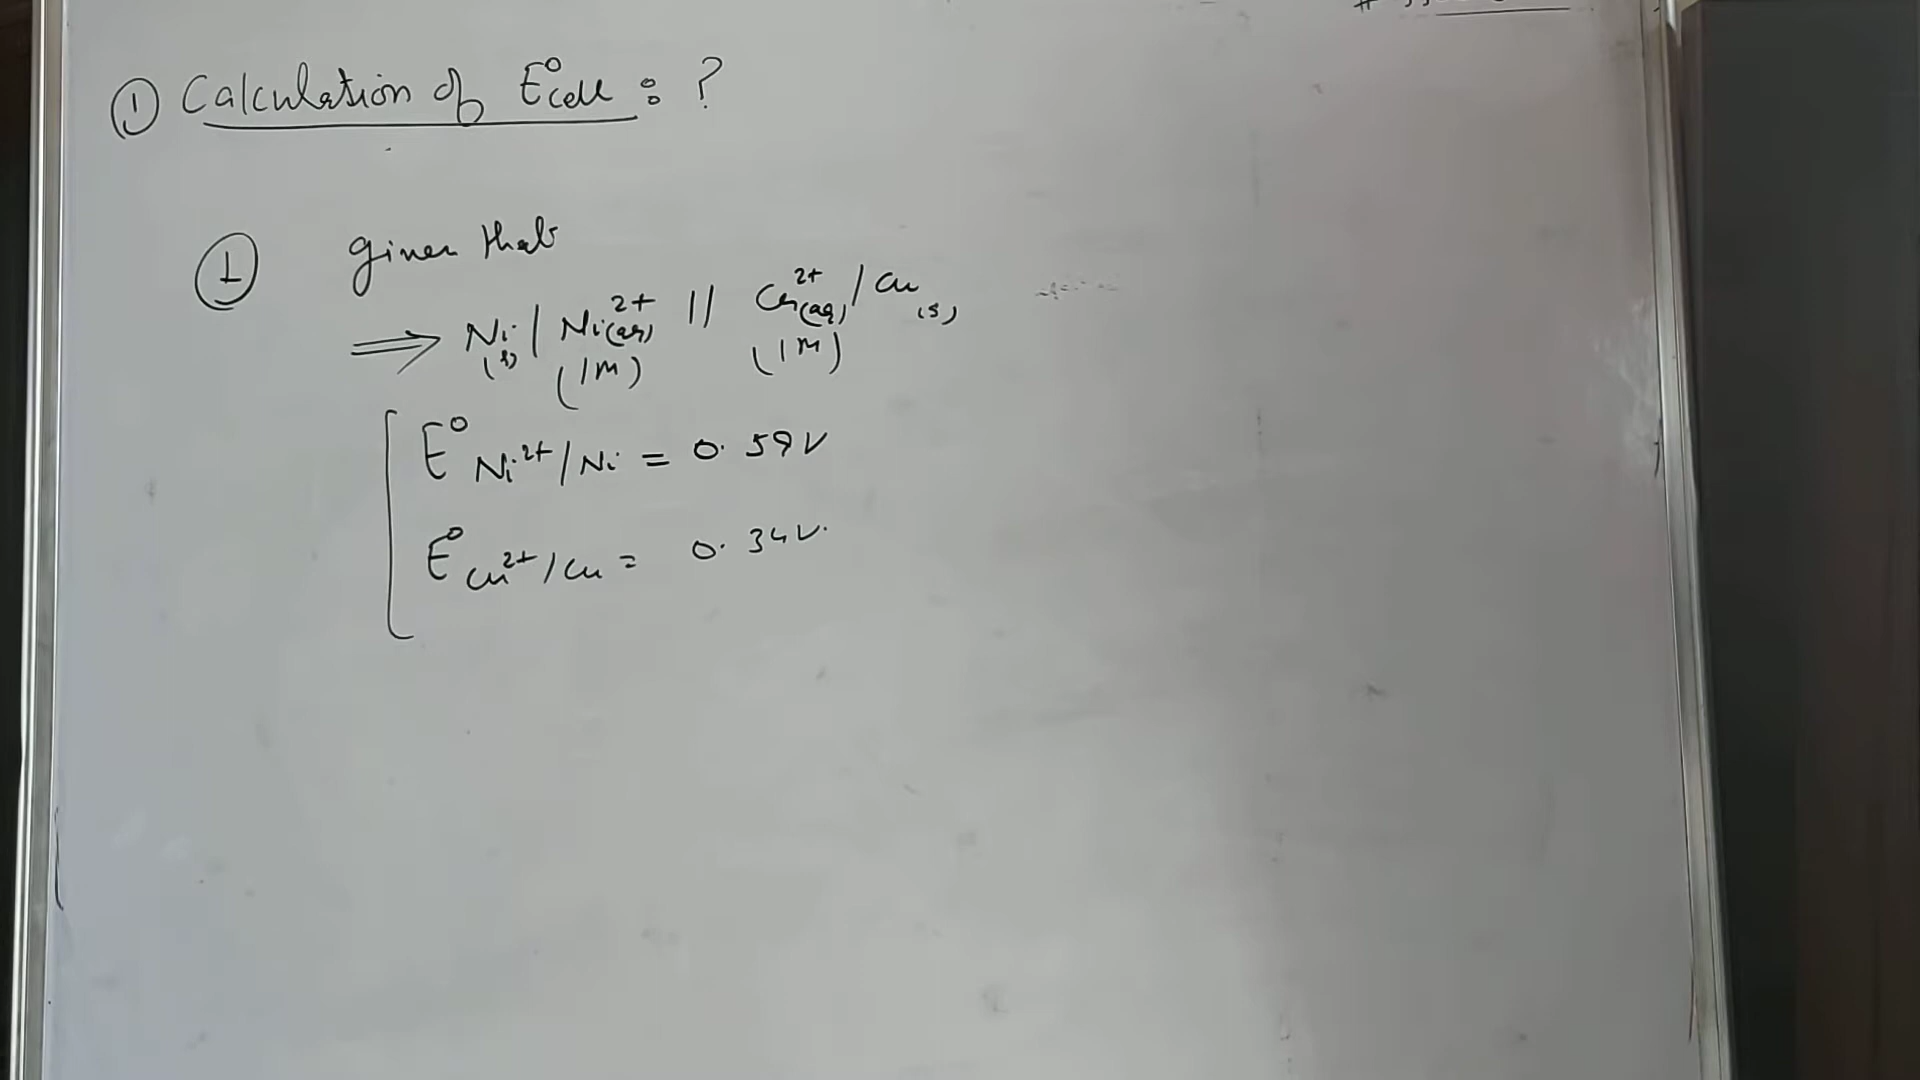 ① Calculation of E°cell : ?
① given that
⟹ Ni(s) | Ni²⁺(aq) (1M) || Cu²⁺(aq) (1M) / Cu(s)
E°Ni²⁺/Ni = 0.59V
E°Cu²⁺/Cu = 0.34V.